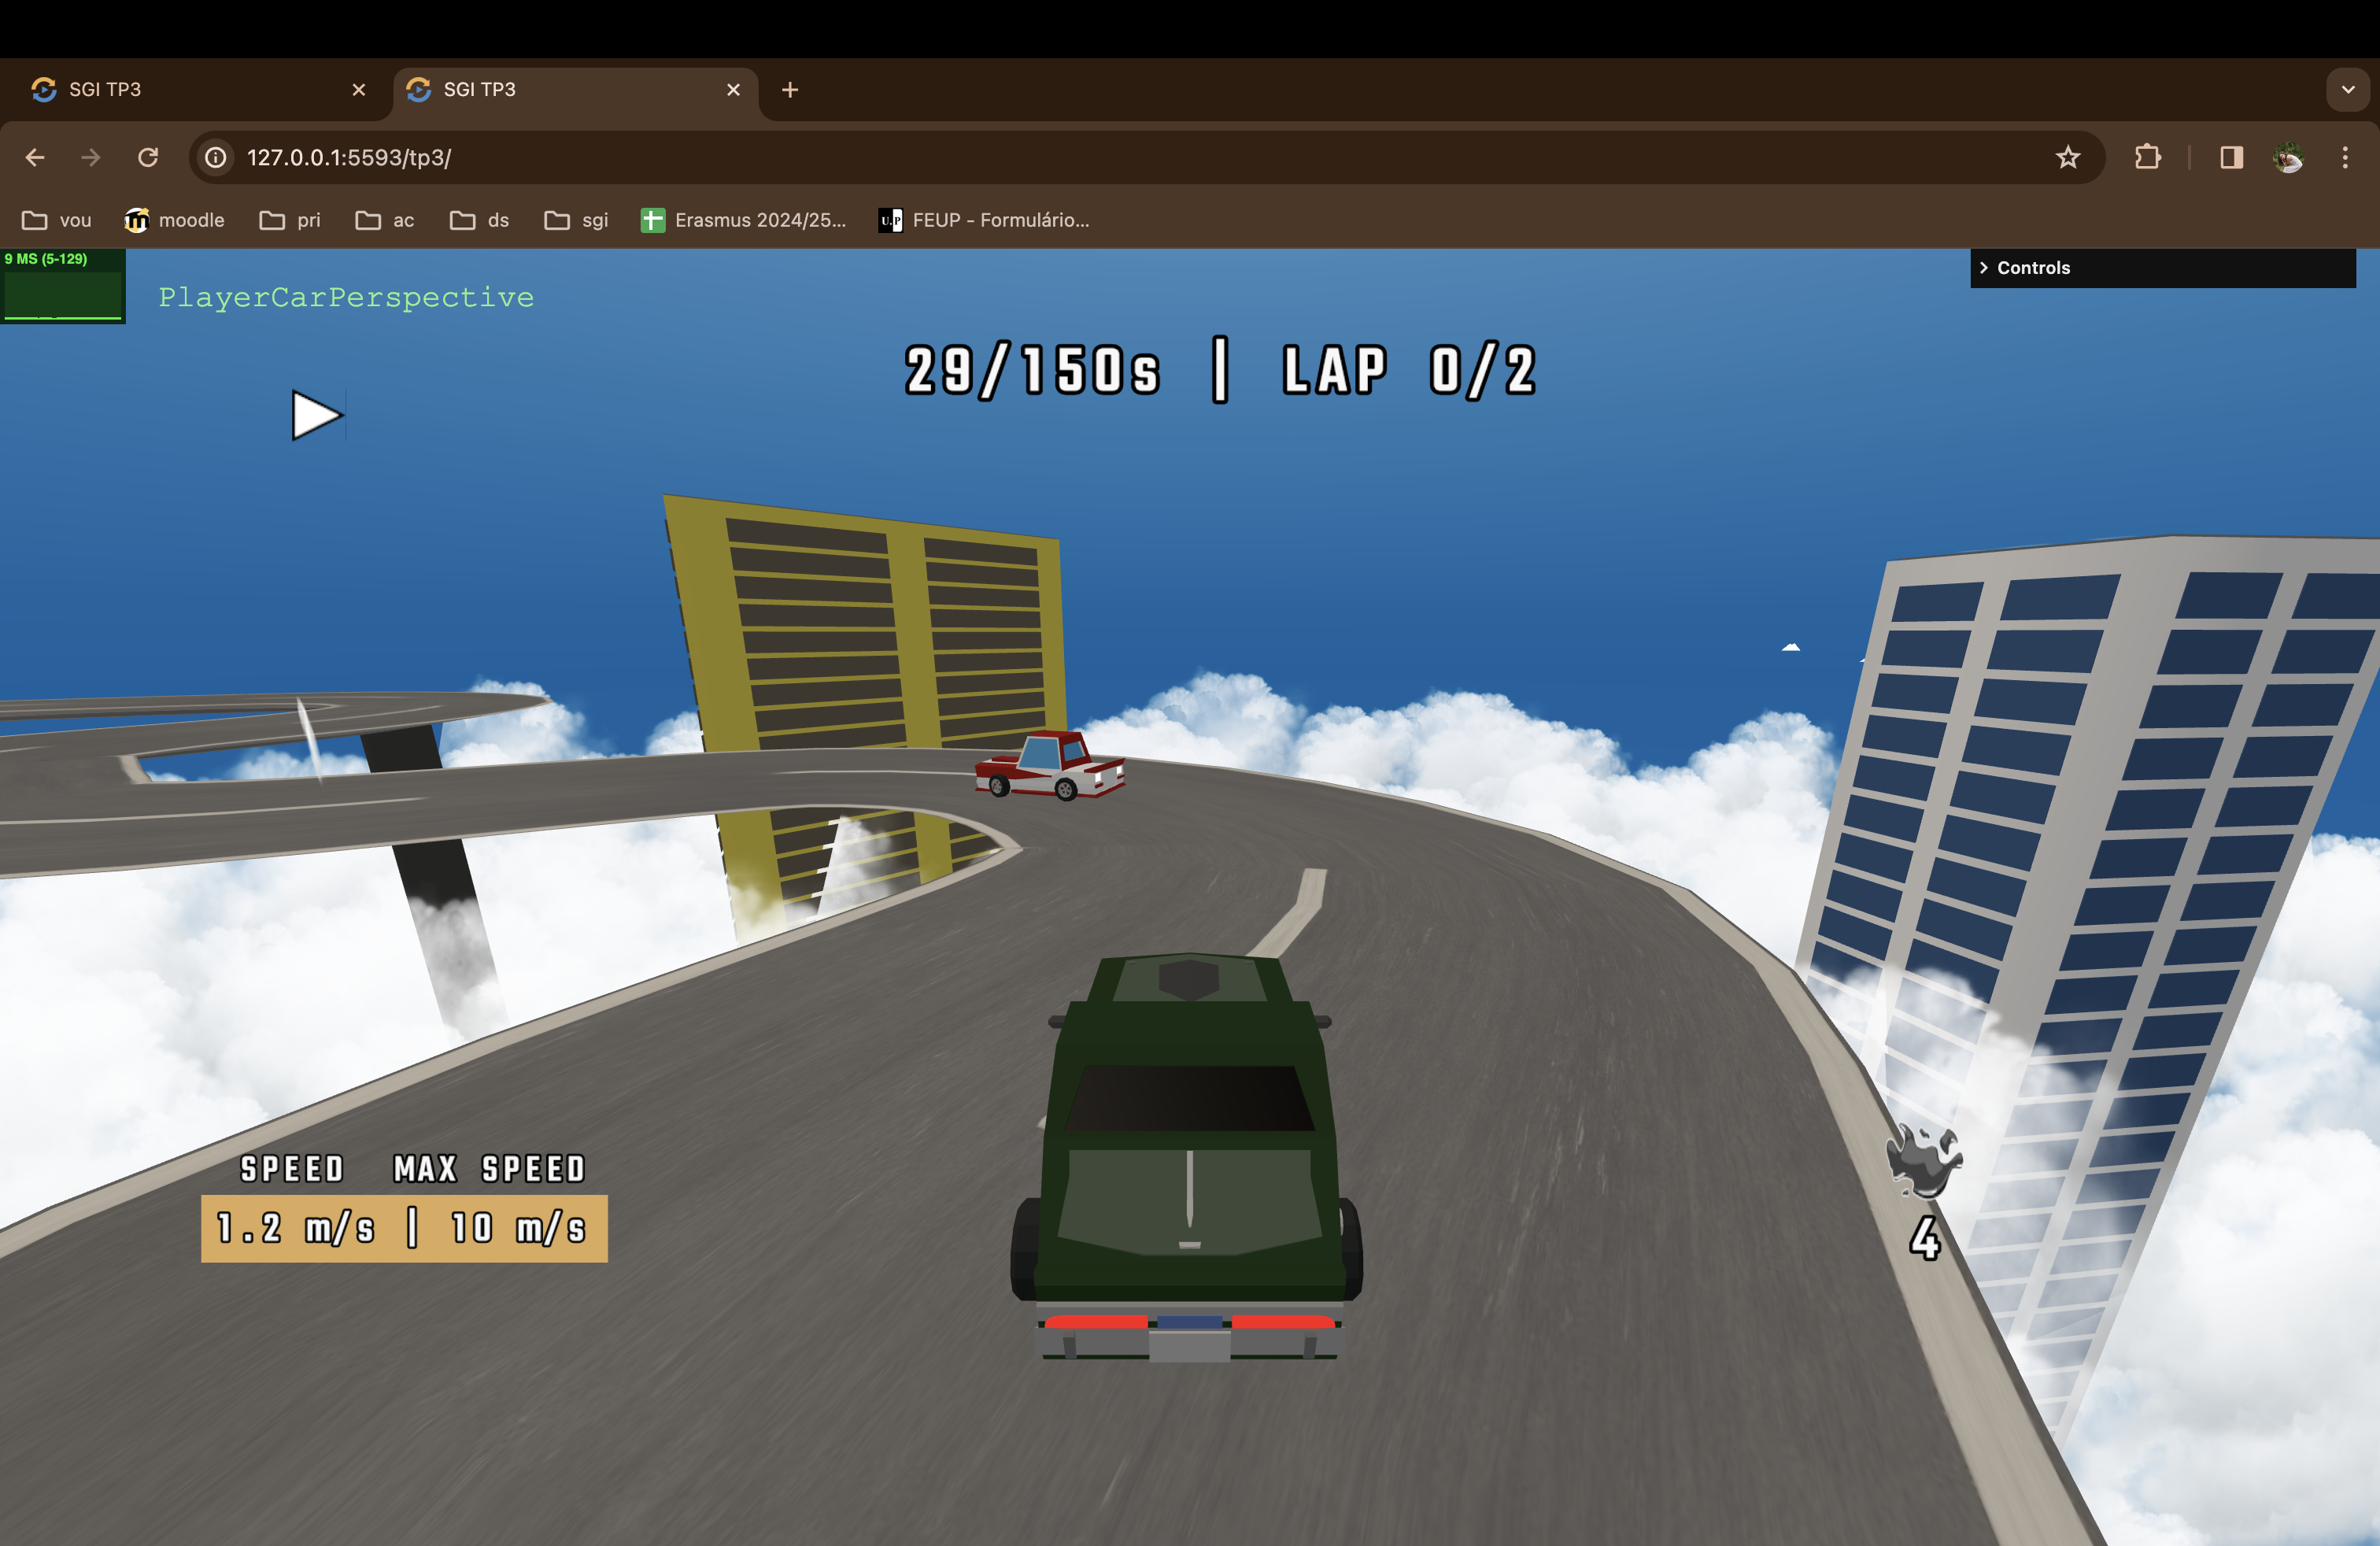 SGI TP3
SGI TP3
127.0.0.1:5593/tp3/
vou
moodle
pri
ac
ds
sgi
Erasmus 2024/25...
U.P
FEUP - Formulário...
9 MS (5-129)
PlayerCarPerspective
Controls
29/150s | LAP 0/2
SPEED MAX SPEED
1.2 m/s | 10 m/s
4